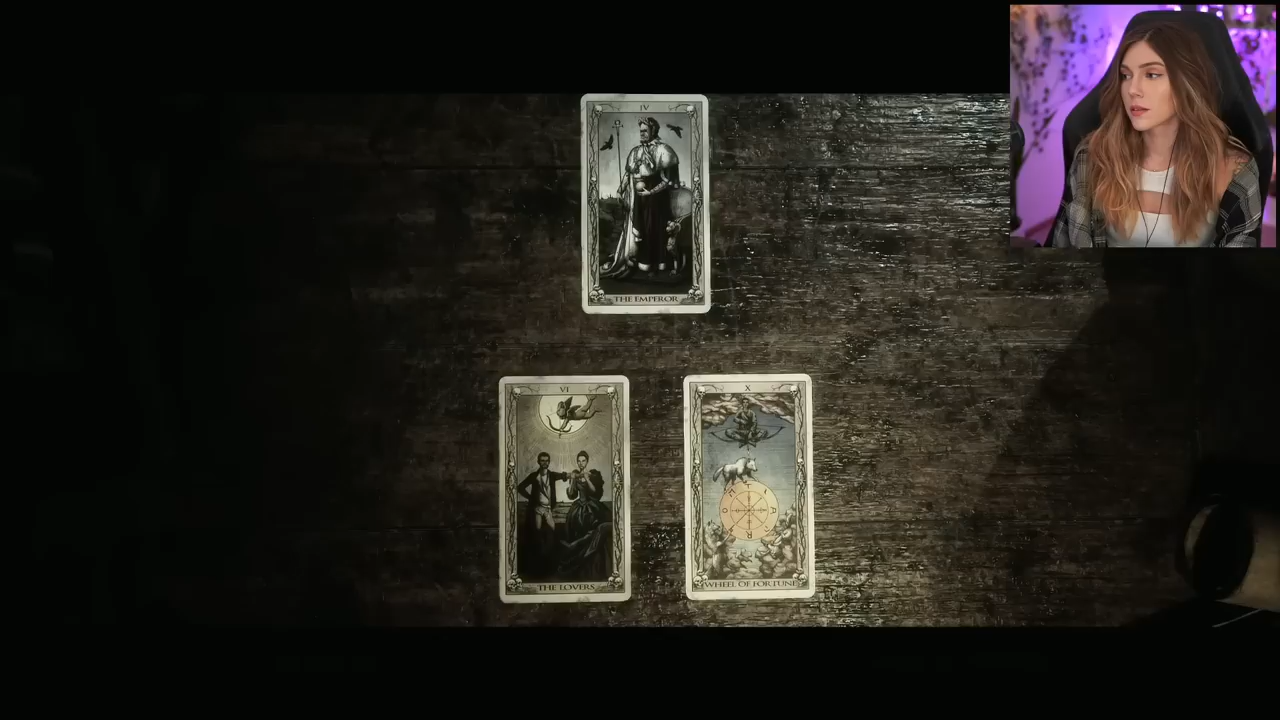 IV
THE EMPEROR
VI
THE LOVERS
X
WHEEL OF FORTUNE